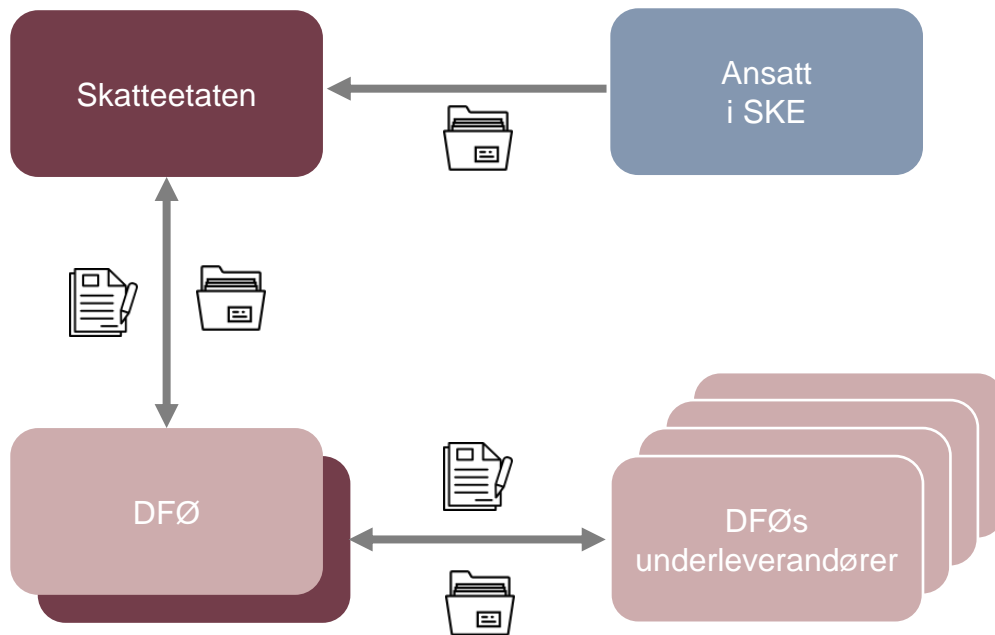 Skatteetaten
Ansatt
i SKE
DFØ
DFØs
underleverandører